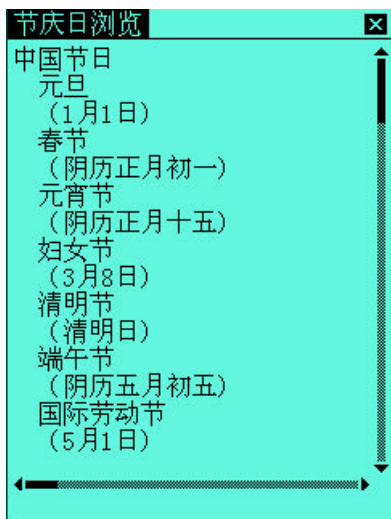 节庆日浏览
中国节日
元旦
(1月1日)
春节
(阴历正月初一)
元宵节
(阴历正月十五)
妇女节
(3月8日)
清明节
(清明日)
端午节
(阴历五月初五)
国际劳动节
(5月1日)